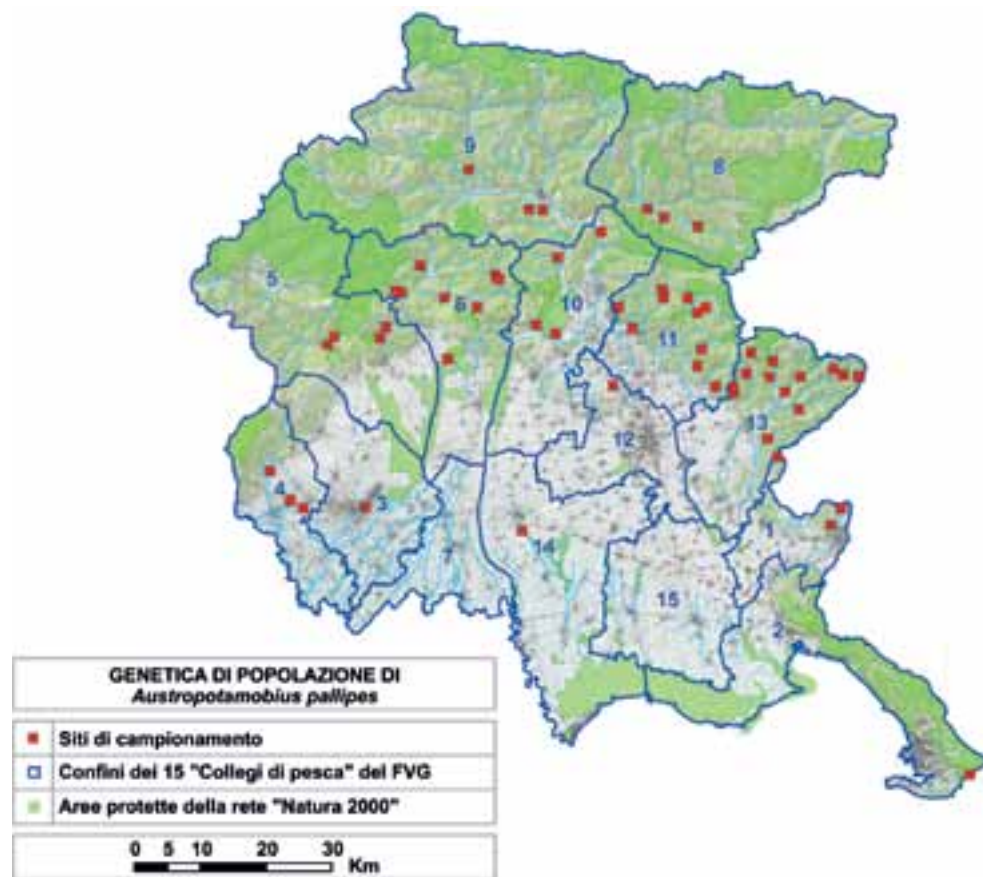 9
8
5
6
10
11
13
12
4
3
7
14
1
15
2
GENETICA DI POPOLAZIONE DI
Austropotamobius pallipes
Siti di campionamento
Confini dei 15 "Collegi di pesca" del FVG
Aree protette della rete "Natura 2000"
0 5 10 20 30
Km